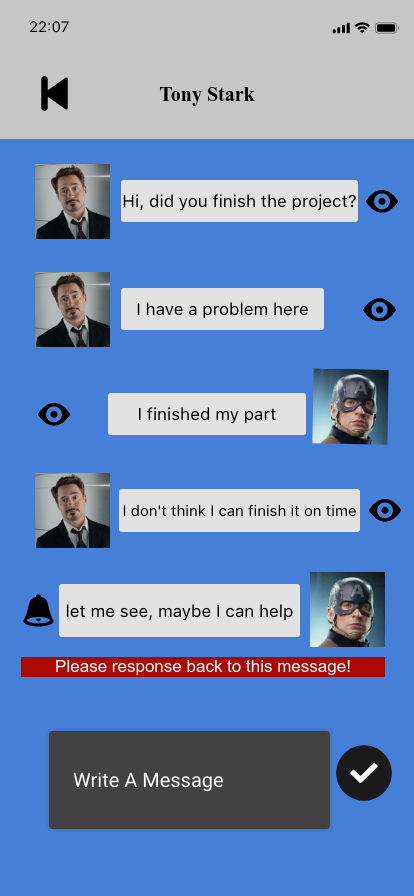 22:07
Tony Stark
Hi, did you finish the project?
I have a problem here
I finished my part
I don't think I can finish it on time
let me see, maybe I can help
Please response back to this message!
Write A Message